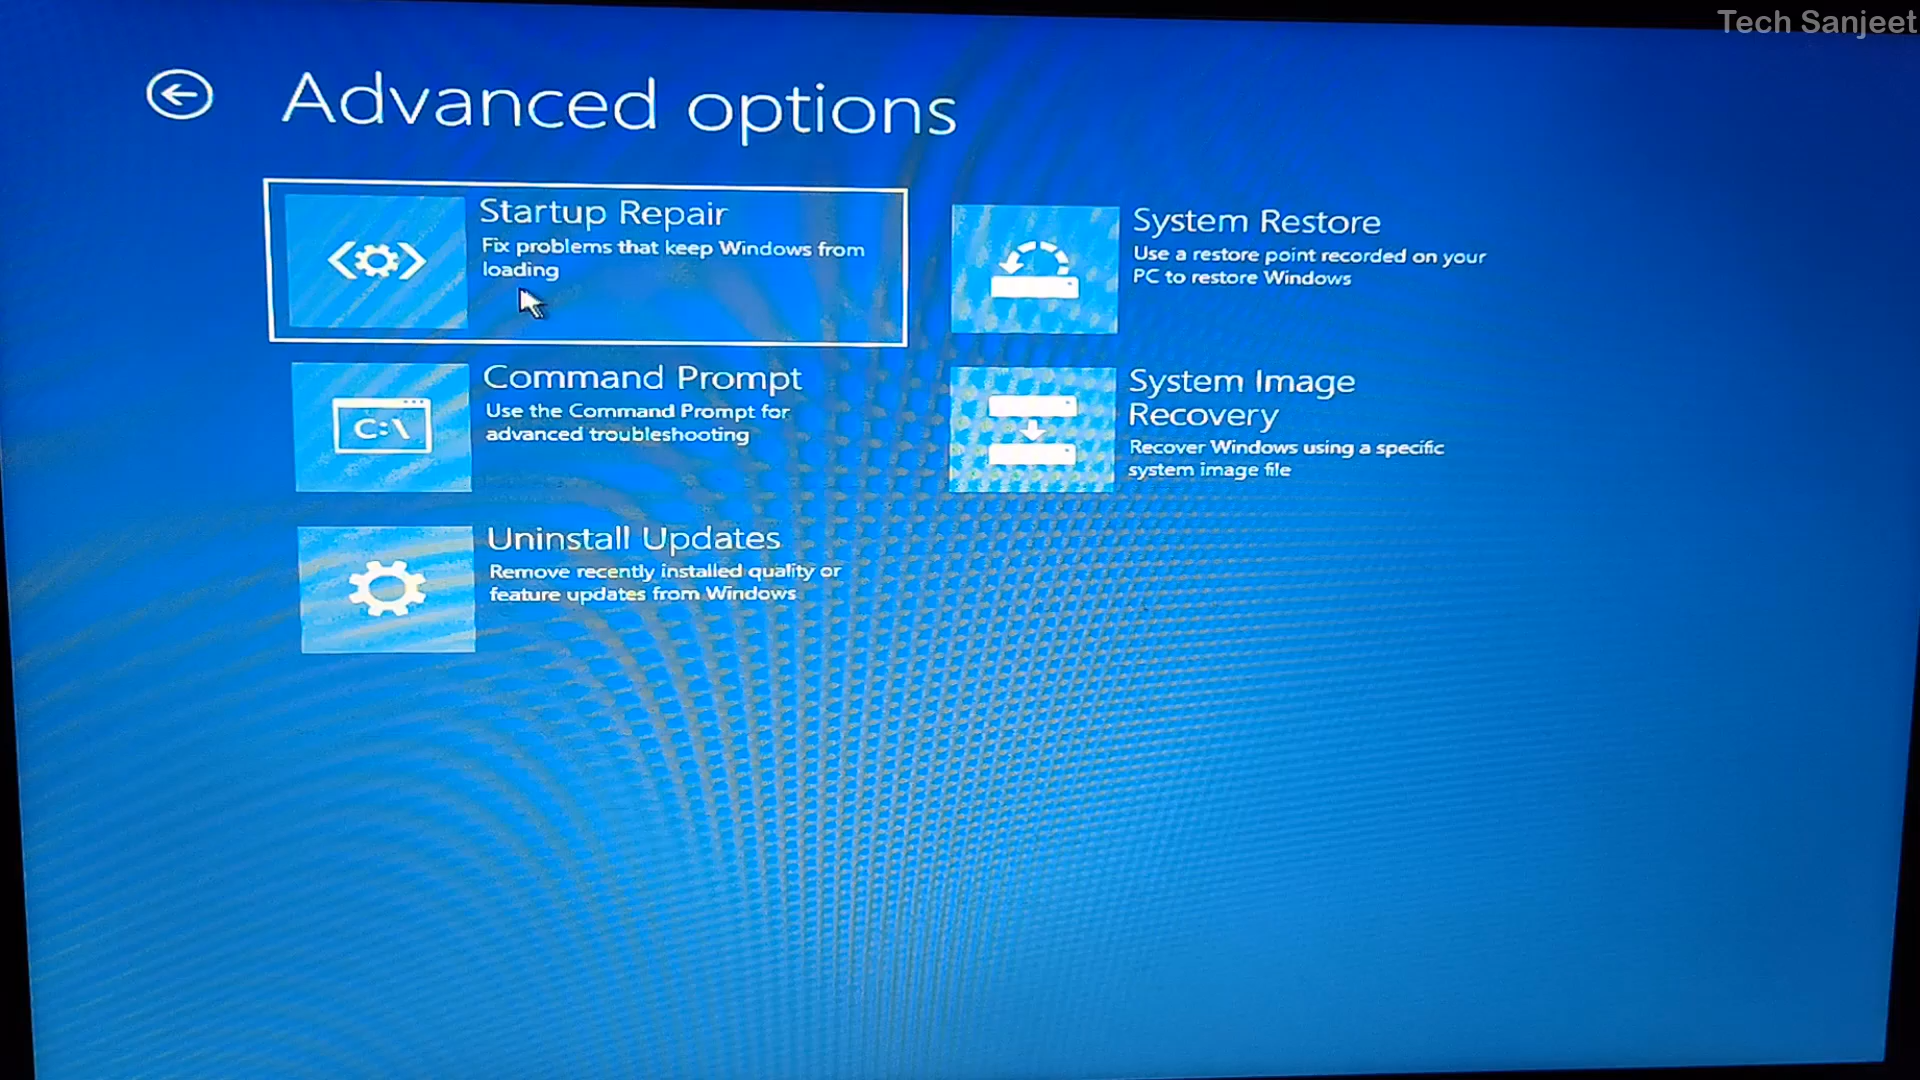 Tech Sanjeet
Advanced options
Startup Repair
Fix problems that keep Windows from
loading
System Restore
Use a restore point recorded on your
PC to restore Windows
C:\
Command Prompt
Use the Command Prompt for
advanced troubleshooting
System Image
Recovery
Recover Windows using a specific
system image file
Uninstall Updates
Remove recently installed quality or
feature updates from Windows